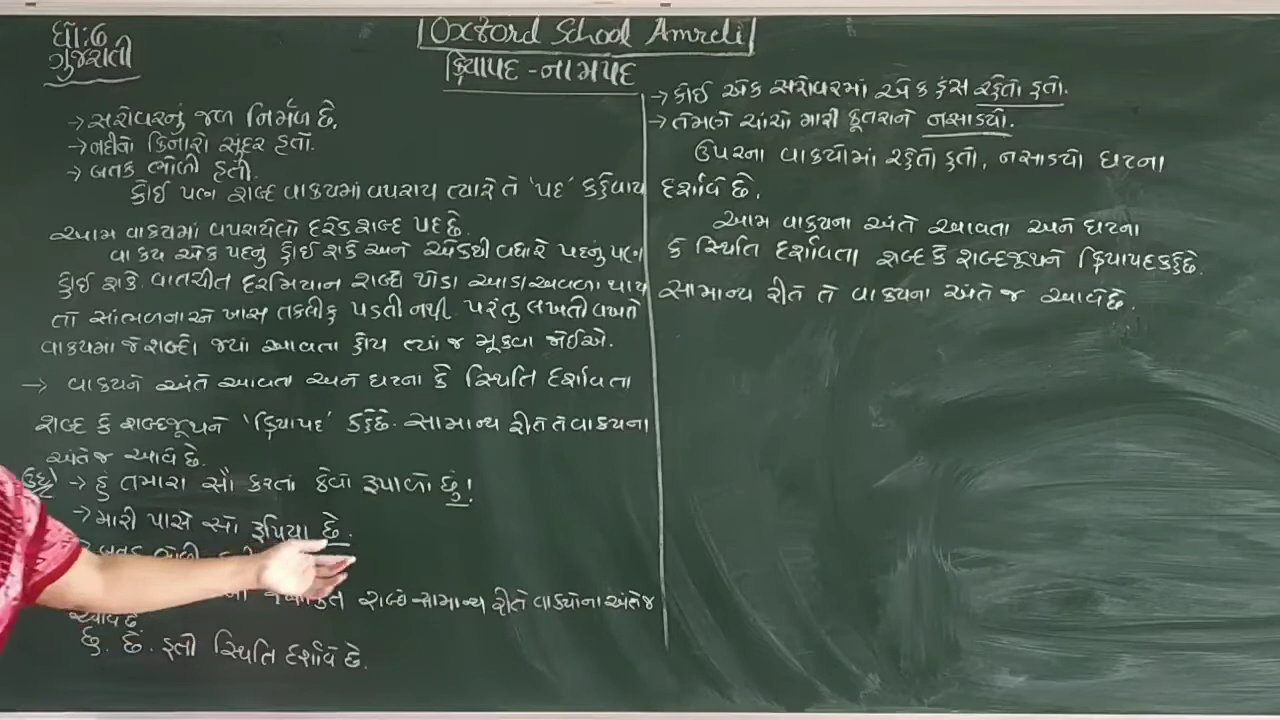 ધો:6
ગુજરાતી
Oxford School Amreli
ક્રિયાપદ - નામપદ
→ સરોવરનું જળ નિર્મળ છે.
→ નદીનો કિનારો સુંદર હતો.
→ બતક ભોળી હતી.
કોઈ પણ શબ્દ વાક્યમાં વપરાય ત્યારે તે 'પદ' કહેવાય
આમ વાક્યમાં વપરાયેલો દરેક શબ્દ પદ છે.
વાક્ય એક પદનું હોઈ શકે અને એકથી વધારે પદનું પણ
હોઈ શકે. વાતચીત દરમિયાન શબ્દો થોડા આડાઅવળા થાય
તો સાંભળનારને ખાસ તકલીફ પડતી નથી. પરંતુ લખતી વખતે
વાક્યમાં જે શબ્દો જ્યાં આવતા હોય ત્યાં જ મૂકવા જોઈએ.
→ વાક્યને અંતે આવતા અને ઘટના કે સ્થિતિ દર્શાવતા
શબ્દ કે શબ્દજૂથને 'ક્રિયાપદ' કહે છે. સામાન્ય રીતે તે વાક્યના
અંતે જ આવે છે.
ઉદા) → હું તમારા સૌ કરતાં કેવો રૂપાળો છું!
→ મારી પાસે સો રૂપિયા છે.
→ બતક ભોળી
શબ્દો સામાન્ય રીતે વાક્યોના અંતે જ
આવે છે
છું. છે. હતી સ્થિતિ દર્શાવે છે.
→ કોઈ એક સરોવરમાં એક હંસ રહેતો હતો.
→ તેમણે ચાંચો મારી કૂતરાને નસાડ્યો.
ઉપરના વાક્યોમાં રહેતો હતો, નસાડ્યો ઘટના
દર્શાવે છે.
આમ વાક્યના અંતે આવતા અને ઘટના
કે સ્થિતિ દર્શાવતા શબ્દ કે શબ્દજૂથને ક્રિયાપદ કહે છે.
સામાન્ય રીતે તે વાક્યના અંતે જ આવે છે.